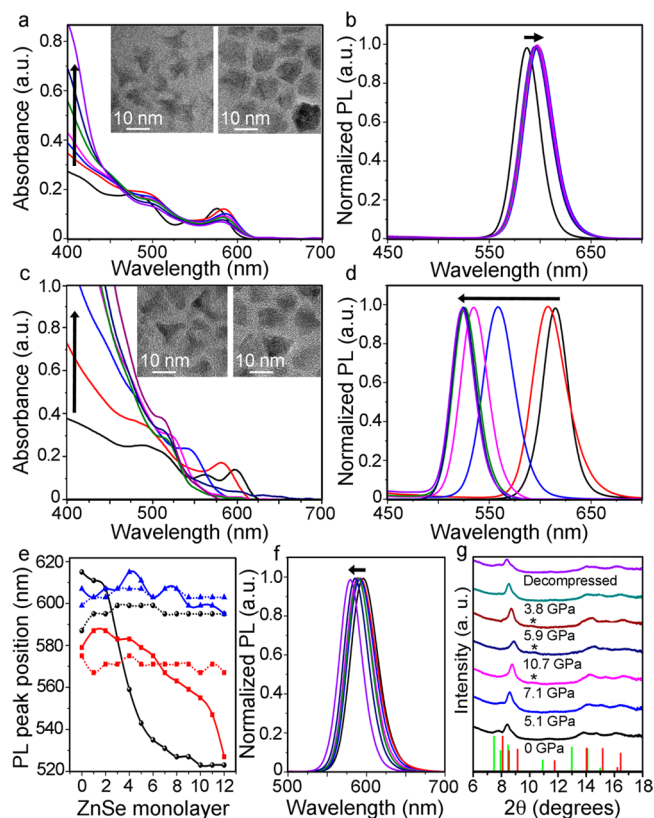 a
Absorbance (a.u.)
0.8
0.6
0.4
0.2
0
10 nm
10 nm
400 500 600 700
Wavelength (nm)
b
Normalized PL (a.u.)
1.0
0.8
0.6
0.4
0.2
0
450 550 650
Wavelength (nm)
c
Absorbance (a.u.)
1.0
0.8
0.6
0.4
0.2
0
10 nm
10 nm
400 500 600 700
Wavelength (nm)
d
Normalized PL (a.u.)
1.0
0.8
0.6
0.4
0.2
0
450 550 650
Wavelength (nm)
e
PL peak position (nm)
620
600
580
560
540
520
0 2 4 6 8 10 12
ZnSe monolayer
f
Normalized PL (a.u.)
1.0
0.8
0.6
0.4
0.2
0
500 600 700
Wavelength (nm)
g
Intensity (a. u.)
Decompressed
3.8 GPa
*
5.9 GPa
*
10.7 GPa
*
7.1 GPa
5.1 GPa
0 GPa
6 8 10 12 14 16 18
2θ (degrees)